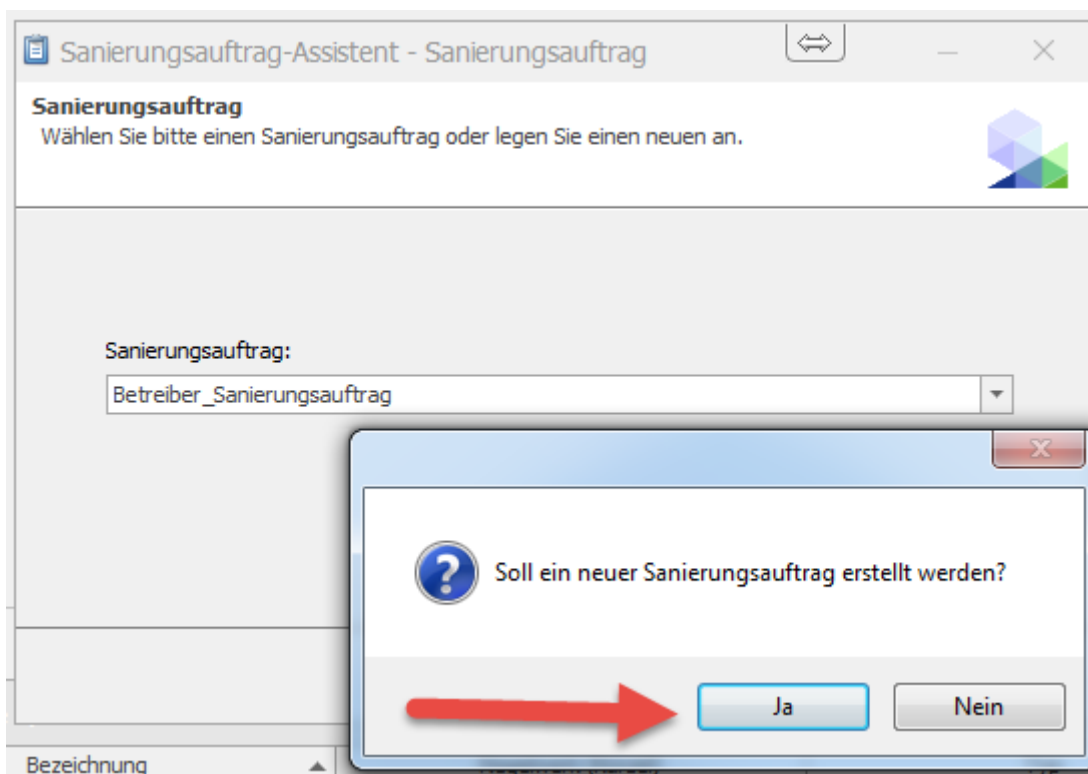 Sanierungsauftrag-Assistent - Sanierungsauftrag
Sanierungsauftrag
Wählen Sie bitte einen Sanierungsauftrag oder legen Sie einen neuen an.
Sanierungsauftrag:
Betreiber_Sanierungsauftrag
Soll ein neuer Sanierungsauftrag erstellt werden?
Ja Nein
Bezeichnung